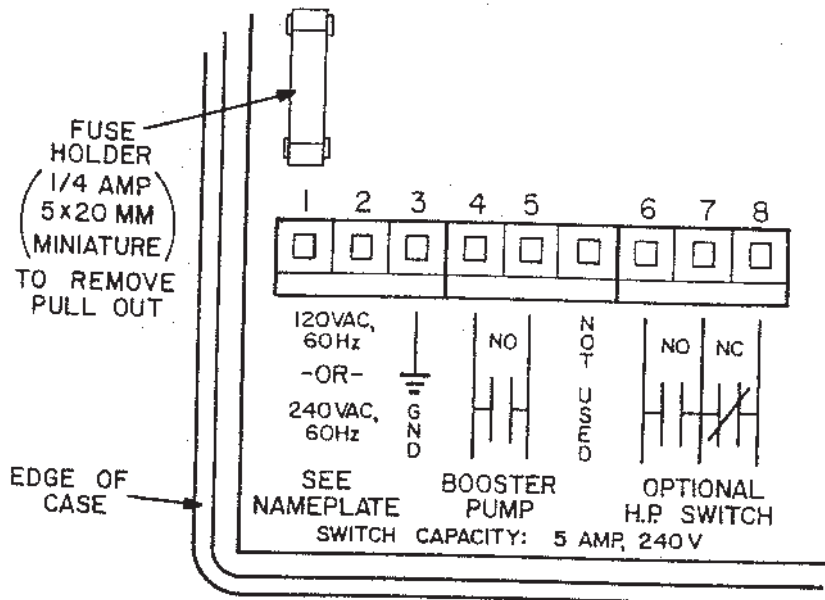 FUSE
HOLDER
(1/4 AMP
5x20 MM
MINIATURE)
TO REMOVE
PULL OUT
1 2 3 4 5 6 7 8
120VAC,
60Hz
-OR-
240VAC,
60Hz
GND
NO
NOT USED
NO NC
EDGE OF
CASE
SEE
NAMEPLATE
BOOSTER
PUMP
OPTIONAL
H.P. SWITCH
SWITCH CAPACITY: 5 AMP, 240V